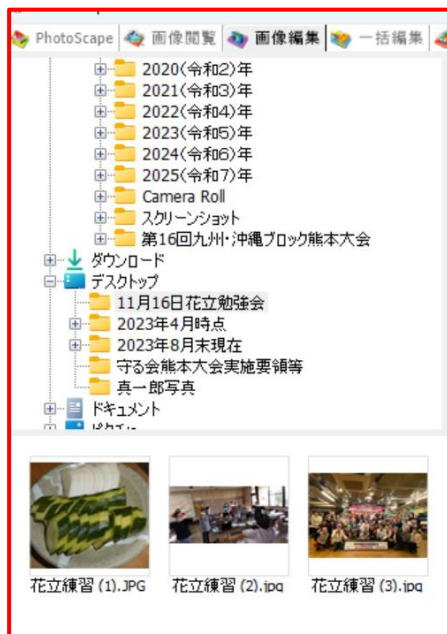 PhotoScape 画像閲覧 画像編集 一括編集
2020(令和2)年
2021(令和3)年
2022(令和4)年
2023(令和5)年
2024(令和6)年
2025(令和7)年
Camera Roll
スクリーンショット
第16回九州・沖縄ブロック熊本大会
ダウンロード
デスクトップ
11月16日花立勉強会
2023年4月時点
2023年8月末現在
守る会熊本大会実施要領等
真一郎写真
ドキュメント
花立練習 (1).JPG 花立練習 (2).jpg 花立練習 (3).jpg